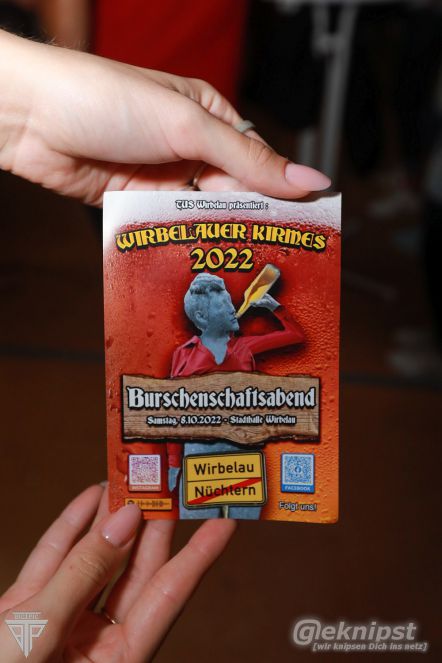 TUS Wirbelau präsentiert :
WIRBELAUER KIRMES
2022
Burschenschaftsabend
Samstag, 8.10.2022 - Stadthalle Wirbelau
Wirbelau
Nüchtern
INSTAGRAM
FACEBOOK
Folgt uns!
@eknipst
[wir knipsen Dich ins netz]